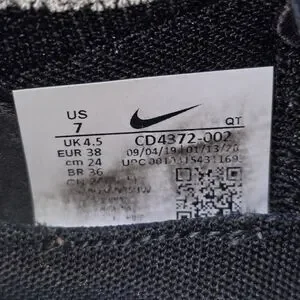 US
7
QT
UK 4.5
CD4372-002
EUR 38
09/04/19 01/13/20
cm 24
BR 36